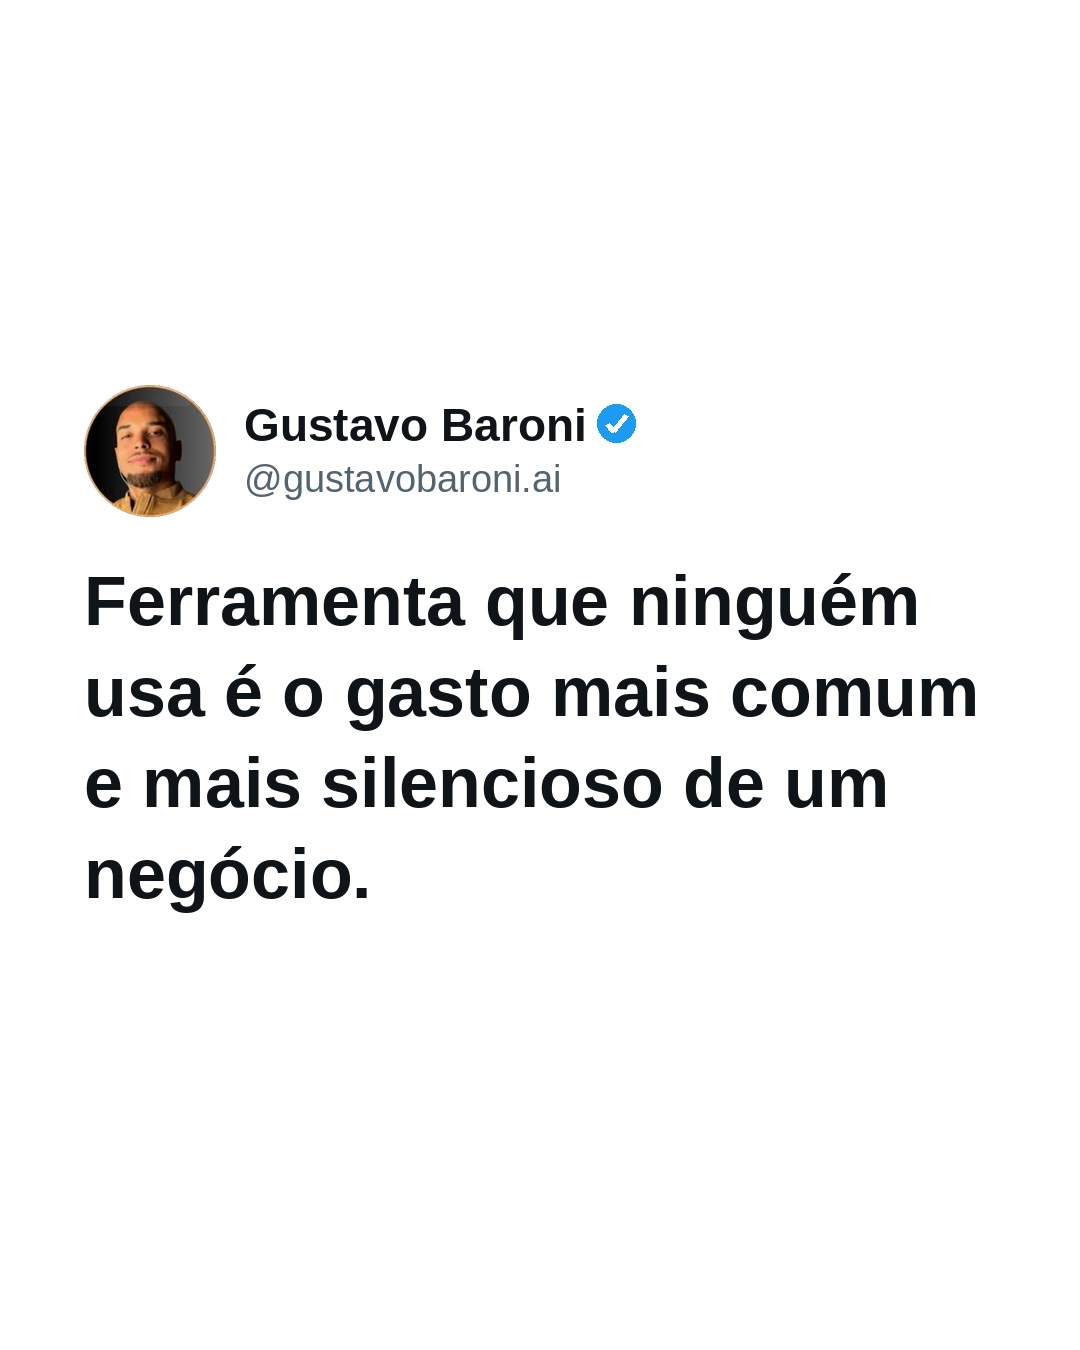 Gustavo Baroni
@gustavobaroni.ai
Ferramenta que ninguém
usa é o gasto mais comum
e mais silencioso de um
negócio.